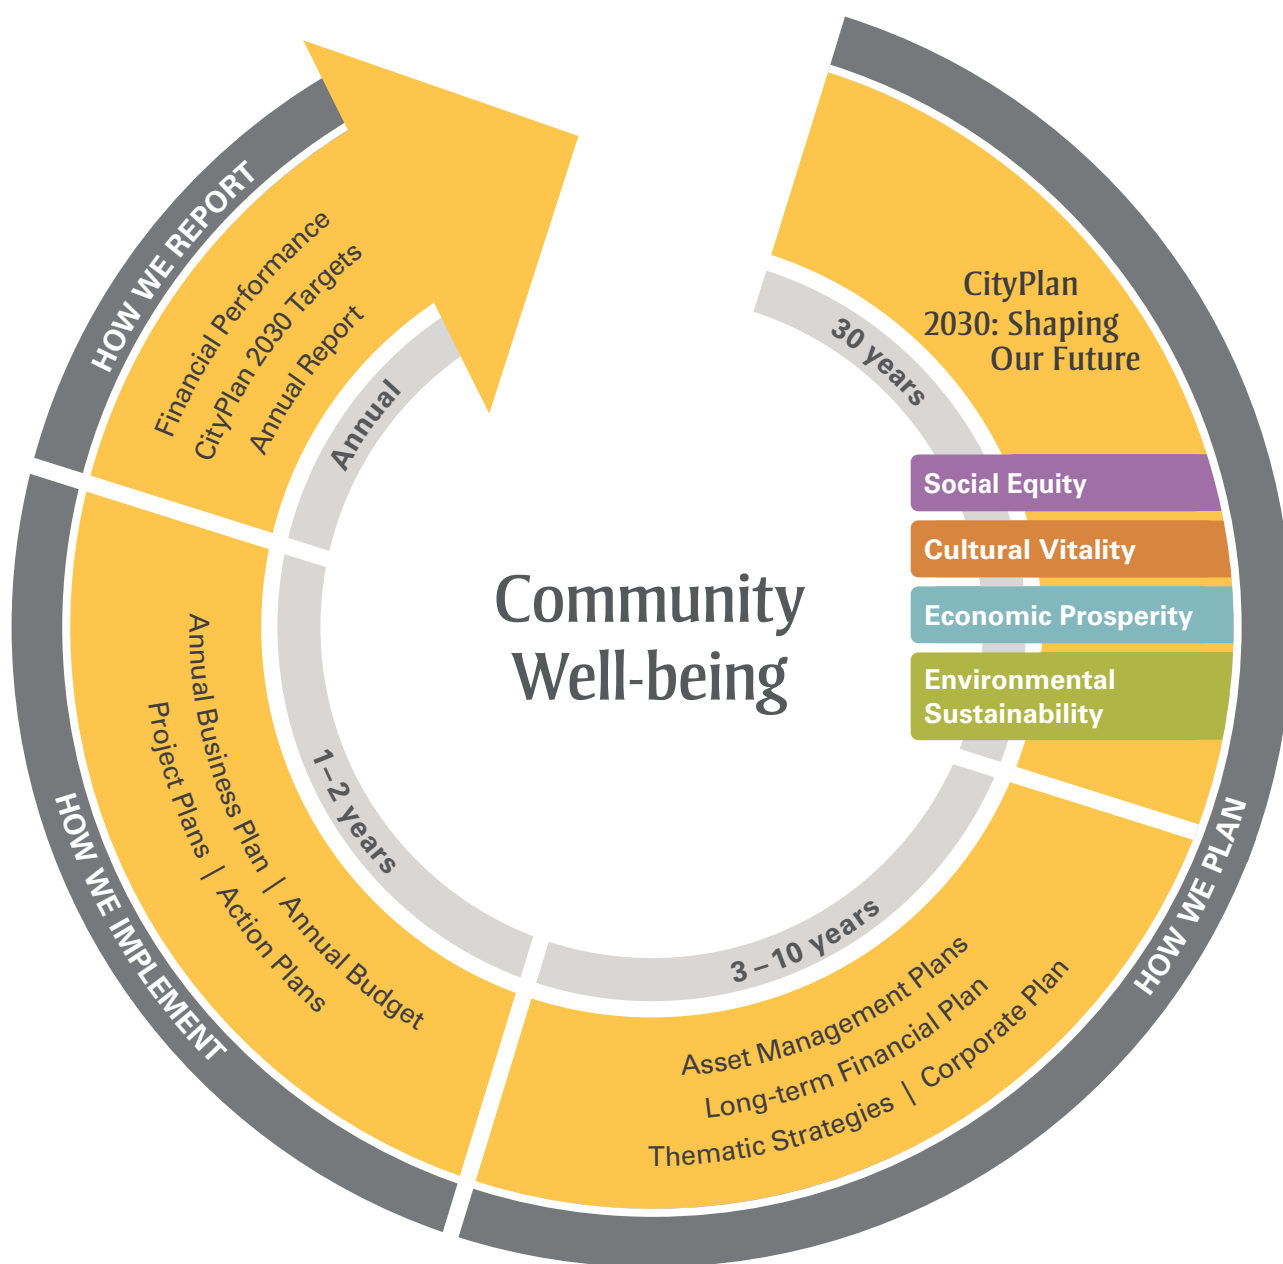 CityPlan
2030: Shaping
Our Future
30 years
Social Equity
Cultural Vitality
Economic Prosperity
Environmental
Sustainability
HOW WE PLAN
3–10 years
Asset Management Plans
Long-term Financial Plan
Thematic Strategies | Corporate Plan
HOW WE IMPLEMENT
1–2 years
Annual Business Plan | Annual Budget
Project Plans | Action Plans
HOW WE REPORT
Financial Performance
CityPlan 2030 Targets
Annual Report
Annual
Community
Well-being